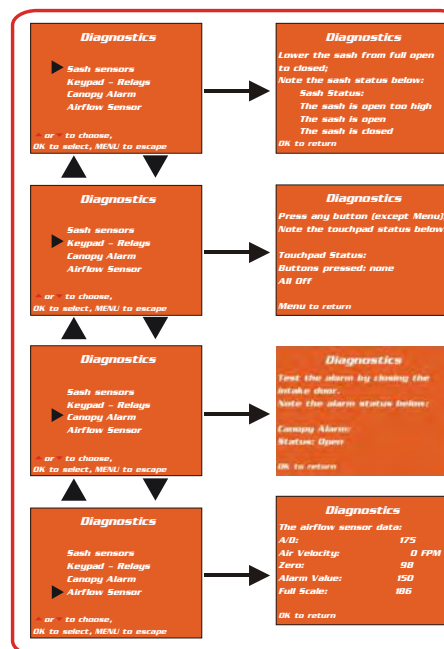 Diagnostics
Sash sensors
Keypad - Relays
Canopy Alarm
Airflow Sensor
or to choose,
OK to select, MENU to escape
Diagnostics
Lower the sash from full open
to closed;
Note the sash status below:
Sash Status:
The sash is open too high
The sash is open
The sash is closed
OK to return
Diagnostics
Sash sensors
Keypad - Relays
Canopy Alarm
Airflow Sensor
or to choose,
OK to select, MENU to escape
Diagnostics
Press any button (except Menu)
Note the touchpad status below
Touchpad Status:
Buttons pressed: none
All Off
Menu to return
Diagnostics
Sash sensors
Keypad - Relays
Canopy Alarm
Airflow Sensor
or to choose,
OK to select, MENU to escape
Diagnostics
Test the alarm by closing the
intake door.
Note the alarm status below:
Canopy Alarm:
Status: Open
OK to return
Diagnostics
Sash sensors
Keypad - Relays
Canopy Alarm
Airflow Sensor
or to choose,
OK to select, MENU to escape
Diagnostics
The airflow sensor data:
A/D: 175
Air Velocity: 0 FPM
Zero: 98
Alarm Value: 150
Full Scale: 186
OK to return